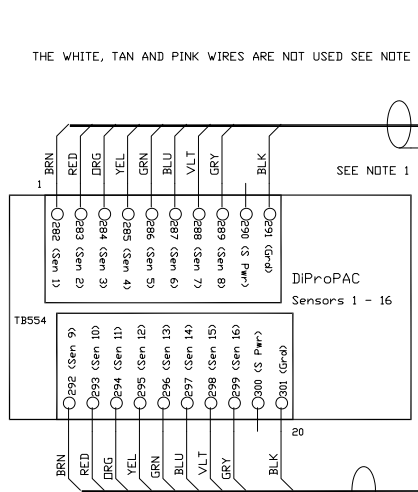 THE WHITE, TAN AND PINK WIRES ARE NOT USED SEE NOTE
BRN
RED
ORG
YEL
GRN
BLU
VLT
GRY
BLK
SEE NOTE 1
1
282 (Sen 1)
283 (Sen 2)
284 (Sen 3)
285 (Sen 4)
286 (Sen 5)
287 (Sen 6)
288 (Sen 7)
289 (Sen 8)
290 (S Pwr)
291 (Grd)
DiProPAC
Sensors 1 - 16
TB554
292 (Sen 9)
293 (Sen 10)
294 (Sen 11)
295 (Sen 12)
296 (Sen 13)
297 (Sen 14)
298 (Sen 15)
299 (Sen 16)
300 (S Pwr)
301 (Grd)
20
BRN
RED
ORG
YEL
GRN
BLU
VLT
GRY
BLK